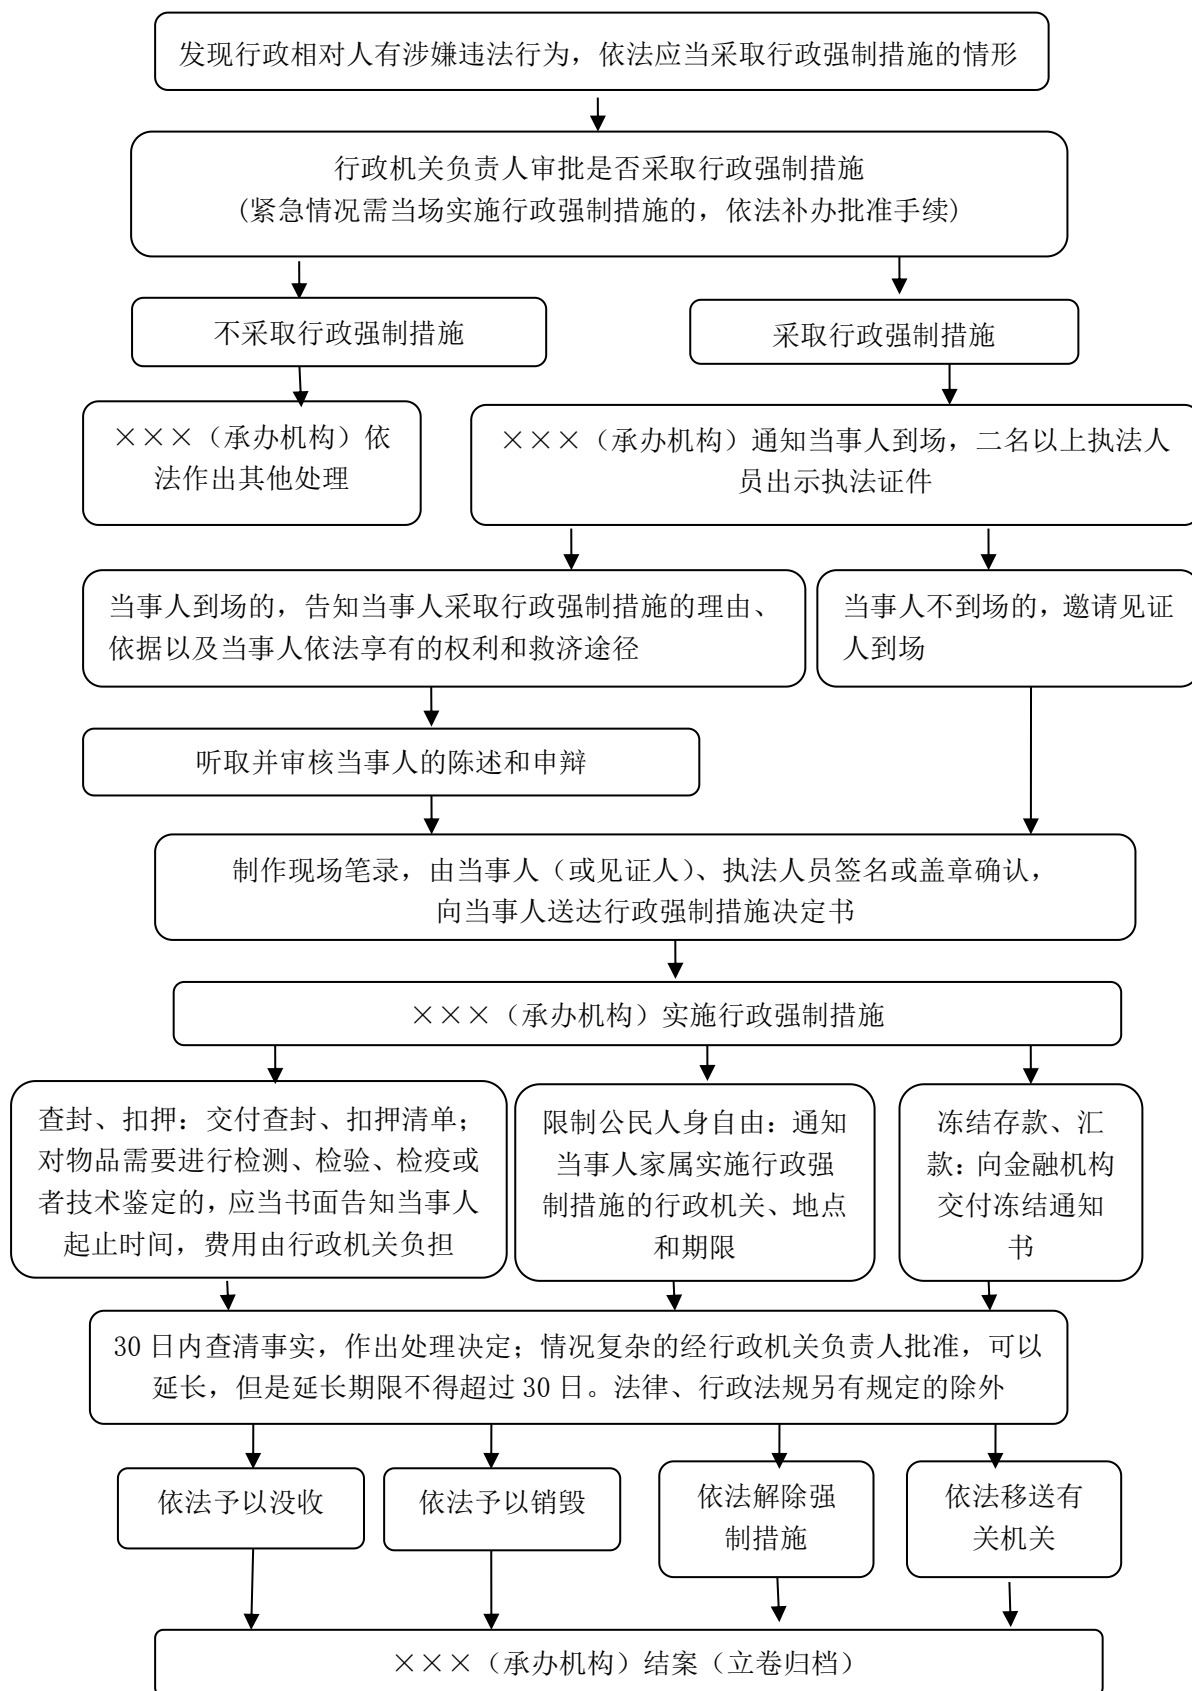 发现行政相对人有涉嫌违法行为，依法应当采取行政强制措施的情形
行政机关负责人审批是否采取行政强制措施
(紧急情况需当场实施行政强制措施的，依法补办批准手续)
不采取行政强制措施
采取行政强制措施
×××（承办机构）依
法作出其他处理
×××（承办机构）通知当事人到场，二名以上执法人
员出示执法证件
当事人到场的，告知当事人采取行政强制措施的理由、
依据以及当事人依法享有的权利和救济途径
当事人不到场的，邀请见证
人到场
听取并审核当事人的陈述和申辩
制作现场笔录，由当事人（或见证人）、执法人员签名或盖章确认，
向当事人送达行政强制措施决定书
×××（承办机构）实施行政强制措施
查封、扣押：交付查封、扣押清单；
对物品需要进行检测、检验、检疫或
者技术鉴定的，应当书面告知当事人
起止时间，费用由行政机关负担
限制公民人身自由：通知
当事人家属实施行政强
制措施的行政机关、地点
和期限
冻结存款、汇
款：向金融机构
交付冻结通知
书
30 日内查清事实，作出处理决定；情况复杂的经行政机关负责人批准，可以
延长，但是延长期限不得超过 30 日。法律、行政法规另有规定的除外
依法予以没收
依法予以销毁
依法解除强
制措施
依法移送有
关机关
×××（承办机构）结案（立卷归档）